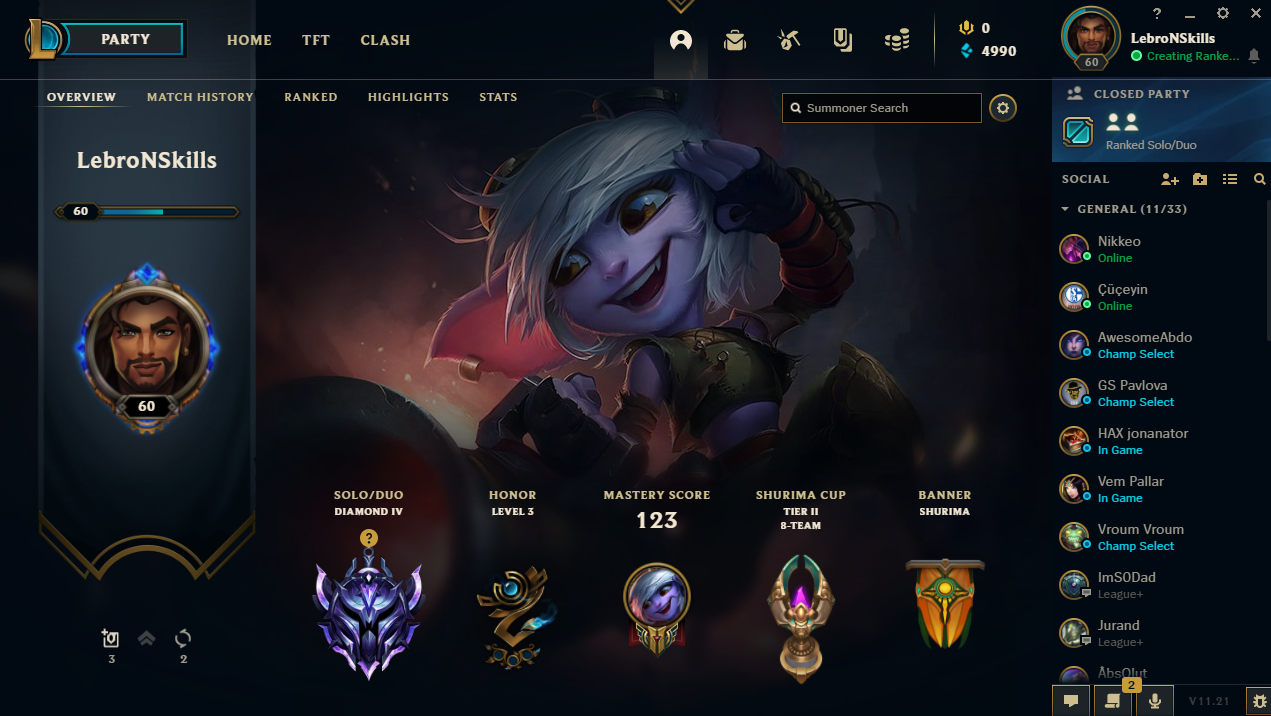 PARTY
HOME
TFT
CLASH
0
4990
?
60
LebroNSkills
Creating Ranke...
OVERVIEW
MATCH HISTORY
RANKED
HIGHLIGHTS
STATS
Summoner Search
CLOSED PARTY
Ranked Solo/Duo
LebroNSkills
60
60
3
2
SOLO/DUO
DIAMOND IV
?
HONOR
LEVEL 3
MASTERY SCORE
123
SHURIMA CUP
TIER II
B-TEAM
BANNER
SHURIMA
SOCIAL
GENERAL (11/33)
Nikkeo
Online
Çüçeyin
Online
AwesomeAbdo
Champ Select
GS Pavlova
Champ Select
HAX jonanator
In Game
Vem Pallar
In Game
Vroum Vroum
Champ Select
ImS0Dad
League+
Jurand
League+
2
V11.21